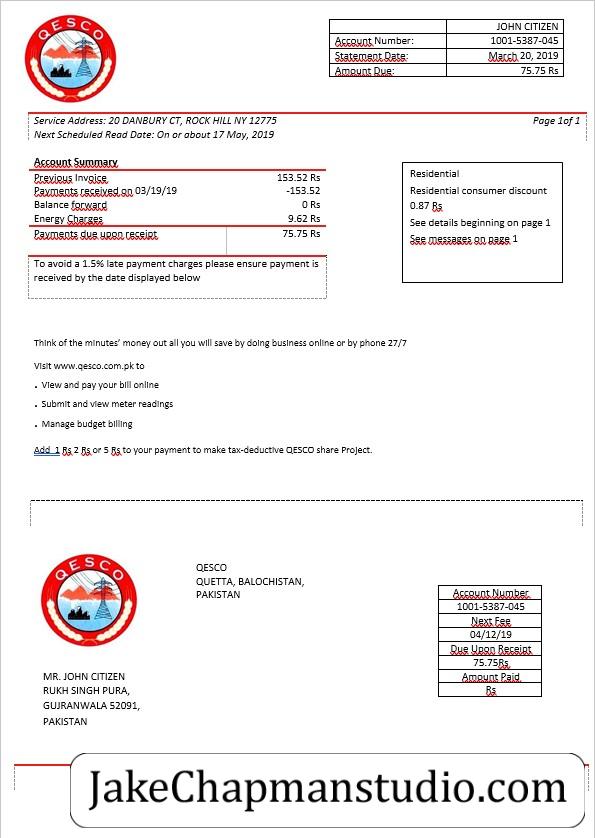 QESCO
JOHN CITIZEN
Account Number: 1001-5387-045
Statement Date: March 20, 2019
Amount Due: 75.75 Rs
Service Address: 20 DANBURY CT, ROCK HILL NY 12775 Page 1of 1
Next Scheduled Read Date: On or about 17 May, 2019
Account Summary
Previous Invoice 153.52 Rs
Payments received on 03/19/19 -153.52
Balance forward 0 Rs
Energy Charges 9.62 Rs
Payments due upon receipt 75.75 Rs
To avoid a 1.5% late payment charges please ensure payment is
received by the date displayed below
Residential
Residential consumer discount
0.87 Rs
See details beginning on page 1
See messages on page 1
Think of the minutes' money out all you will save by doing business online or by phone 27/7
Visit www.qesco.com.pk to
. View and pay your bill online
. Submit and view meter readings
. Manage budget billing
Add 1 Rs 2 Rs or 5 Rs to your payment to make tax-deductive QESCO share Project.
QESCO
QESCO
QUETTA, BALOCHISTAN,
PAKISTAN
Account Number
1001-5387-045
Next Fee
04/12/19
Due Upon Receipt
75.75Rs
Amount Paid
Rs
MR. JOHN CITIZEN
RUKH SINGH PURA,
GUJRANWALA 52091,
PAKISTAN
JakeChapmanstudio.com